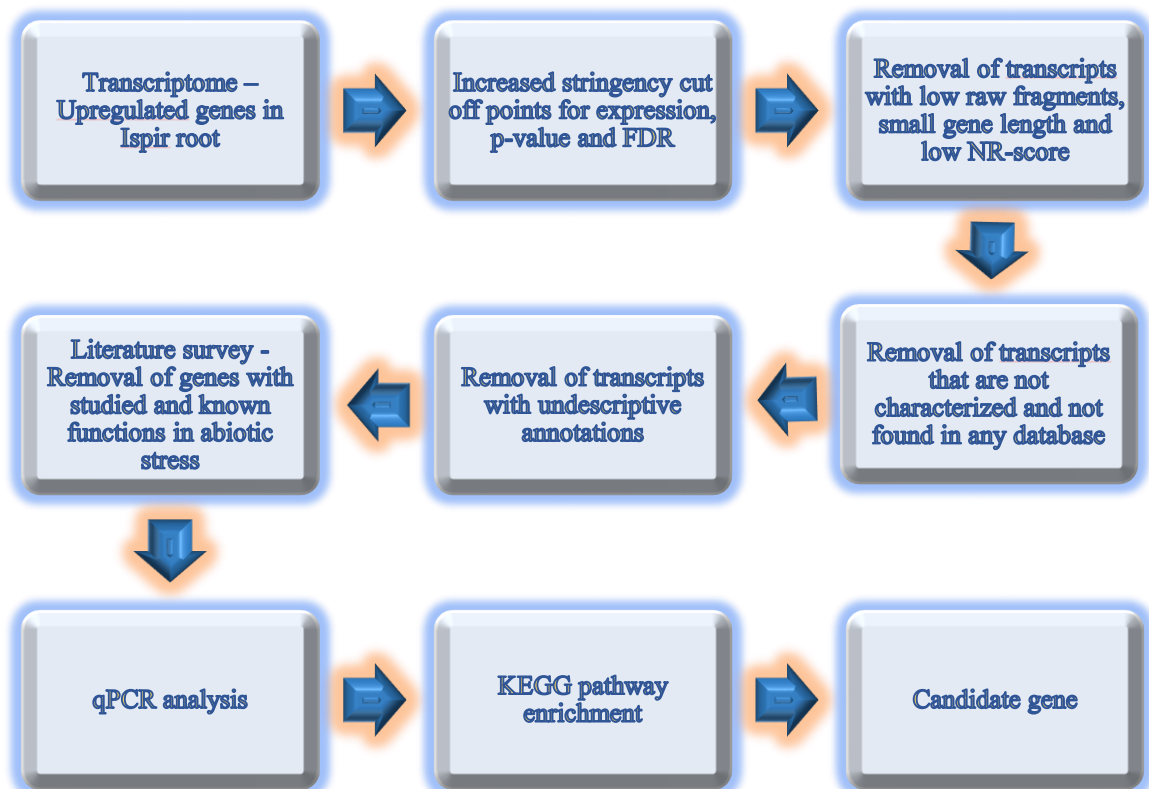 Transcriptome –
Upregulated genes in
Ispir root
Increased stringency cut
off points for expression,
p-value and FDR
Removal of transcripts
with low raw fragments,
small gene length and
low NR-score
Removal of transcripts
that are not
characterized and not
found in any database
Removal of transcripts
with undescriptive
annotations
Literature survey -
Removal of genes with
studied and known
functions in abiotic
stress
qPCR analysis
KEGG pathway
enrichment
Candidate gene